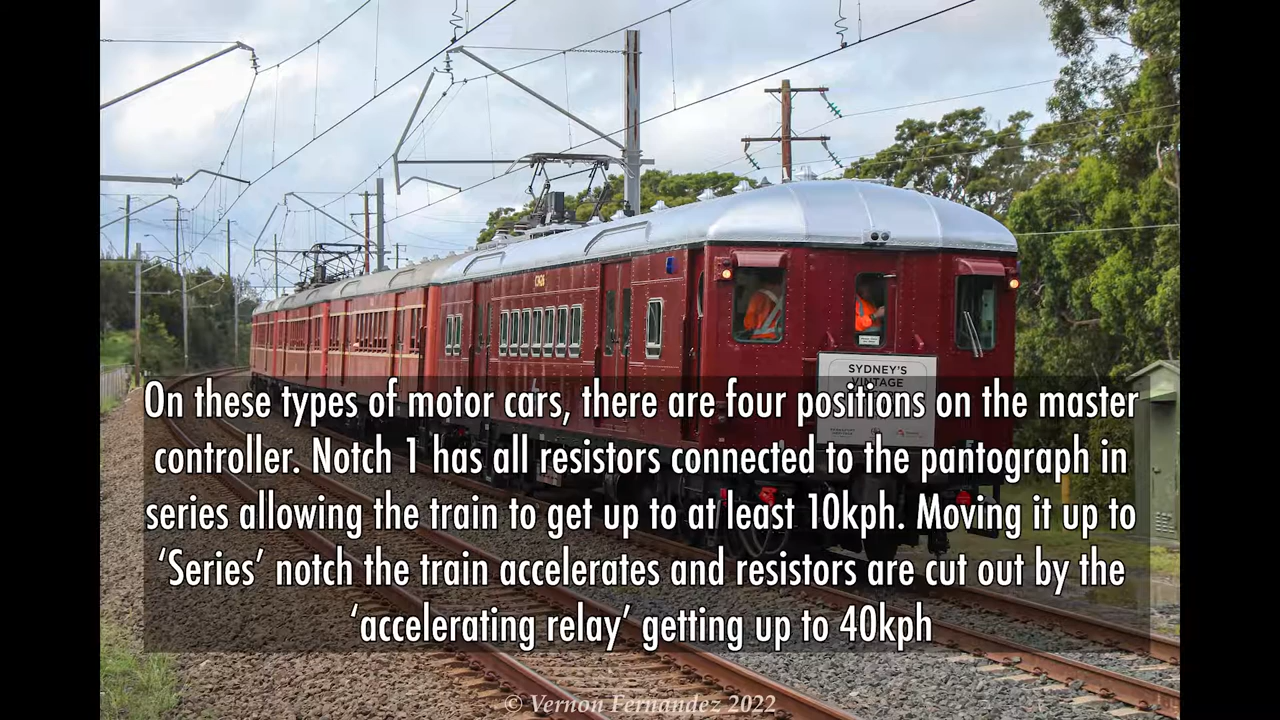 C3426
SYDNEY'S
VINTAGE
On these types of motor cars, there are four positions on the master
controller. Notch 1 has all resistors connected to the pantograph in
series allowing the train to get up to at least 10kph. Moving it up to
‘Series’ notch the train accelerates and resistors are cut out by the
‘accelerating relay’ getting up to 40kph
© Vernon Fernandez 2022